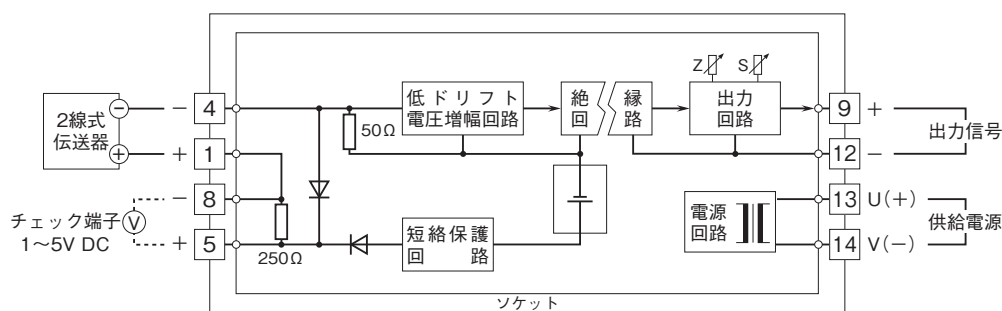 Z
S
2線式
伝送器
−
+
−
4
+
1
−
8
+
5
チェック端子
1〜5V DC
V
50Ω
250Ω
低ドリフト
電圧増幅回路
絶
回
縁
路
出力
回路
短絡保護
回 路
電源
回路
9
+
12
−
出力信号
13
U(+)
14
V(−)
供給電源
ソケット